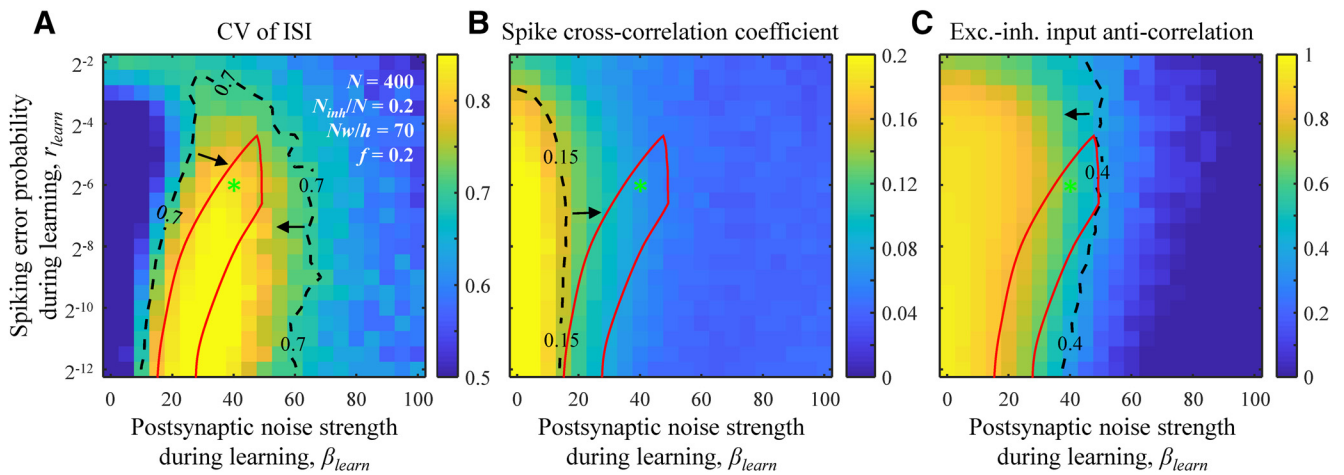 A
CV of ISI
B
Spike cross-correlation coefficient
C
Exc.-inh. input anti-correlation
Spiking error probability
during learning, r_learn
2^-2
2^-4
2^-6
2^-8
2^-10
2^-12
N = 400
N_inh/N = 0.2
Nw/h = 70
f = 0.2
0.7
0.7
0.7
0.7
*
0 20 40 60 80 100
Postsynaptic noise strength
during learning, β_learn
0.8
0.7
0.6
0.5
0.15
0.15
*
0 20 40 60 80 100
Postsynaptic noise strength
during learning, β_learn
0.2
0.16
0.12
0.08
0.04
0
0.4
0.4
*
0 20 40 60 80 100
Postsynaptic noise strength
during learning, β_learn
1
0.8
0.6
0.4
0.2
0